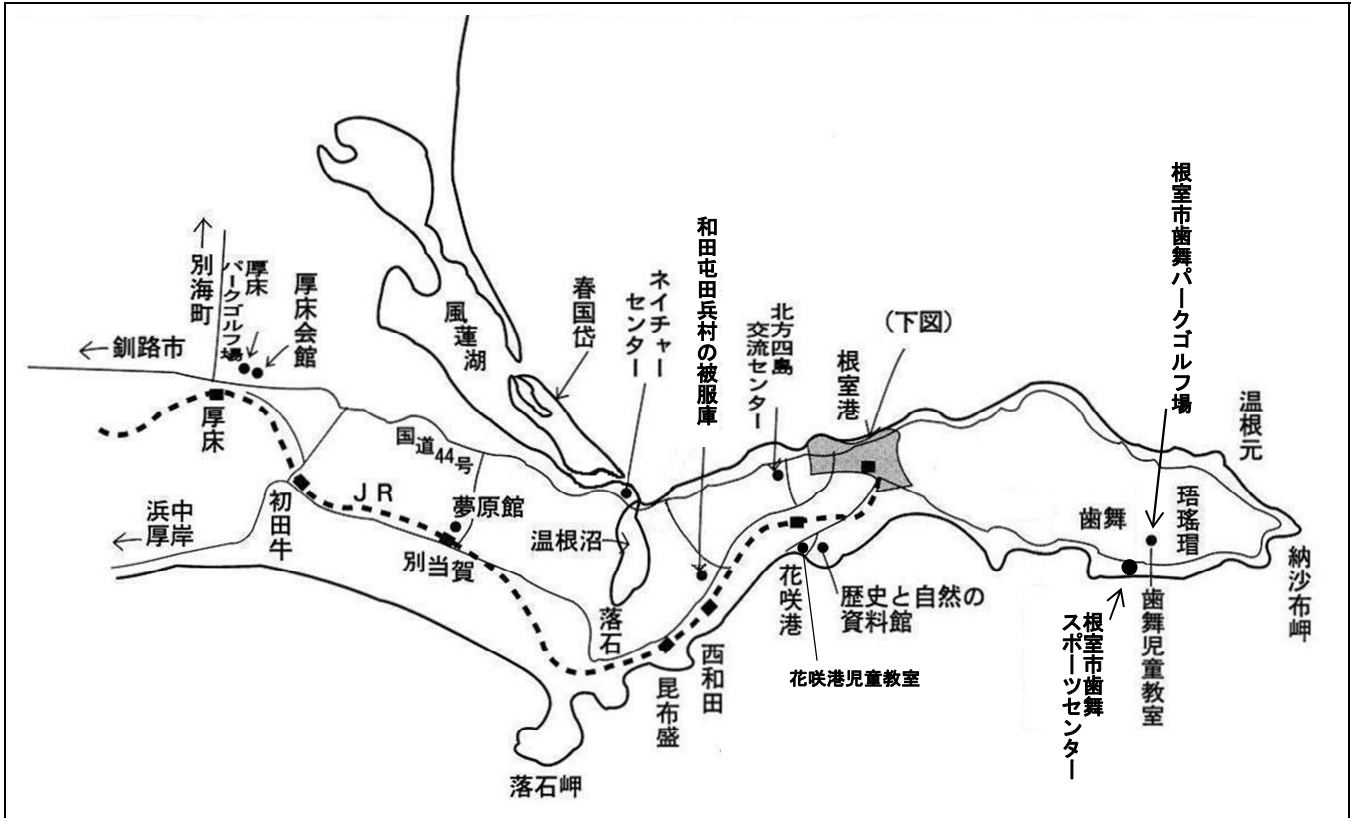 ↑
別海町
厚床
パークゴルフ場
厚床会館
←釧路市
厚床
浜中
厚岸
←
初田牛
国道44号
JR
夢原館
別当賀
風蓮湖
春国岱
ネイチャー
センター
温根沼
落石
落石岬
和田屯田兵村の被服庫
昆布盛
西和田
北方四島
交流センター
根室港
(下図)
花咲港
歴史と自然の
資料館
花咲港児童教室
根室市歯舞パークゴルフ場
温根元
珸瑤瑁
歯舞
納沙布岬
歯舞児童教室
根室市歯舞
スポーツセンター